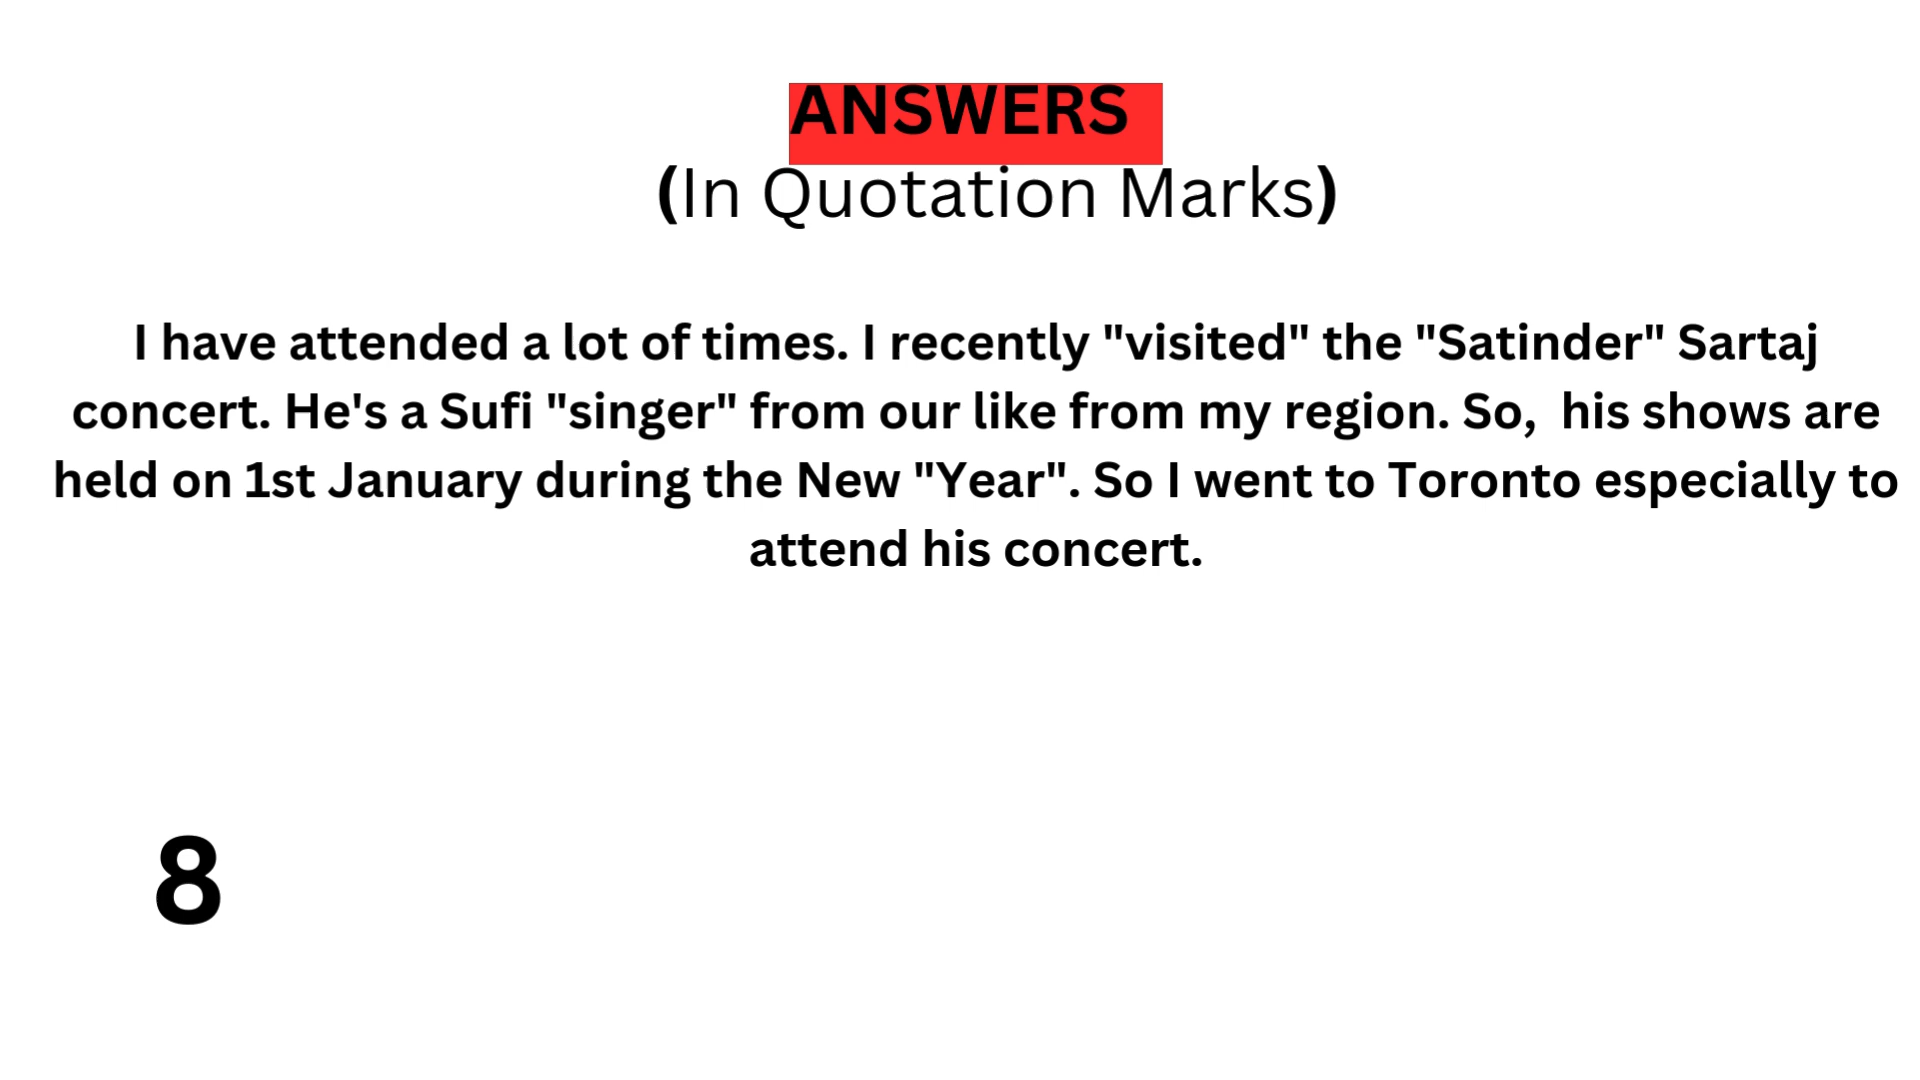 ANSWERS
(In Quotation Marks)
I have attended a lot of times. I recently "visited" the "Satinder" Sartaj
concert. He's a Sufi "singer" from our like from my region. So,  his shows are
held on 1st January during the New "Year". So I went to Toronto especially to
attend his concert.
8